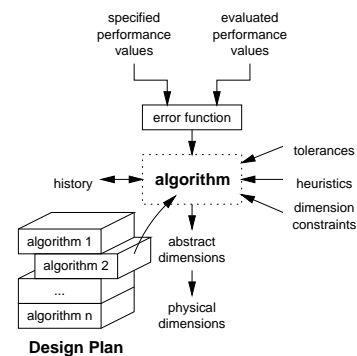 specified
performance
values
evaluated
performance
values
error function
algorithm
history
tolerances
heuristics
dimension
constraints
algorithm 1
algorithm 2
...
algorithm n
abstract
dimensions
physical
dimensions
Design Plan